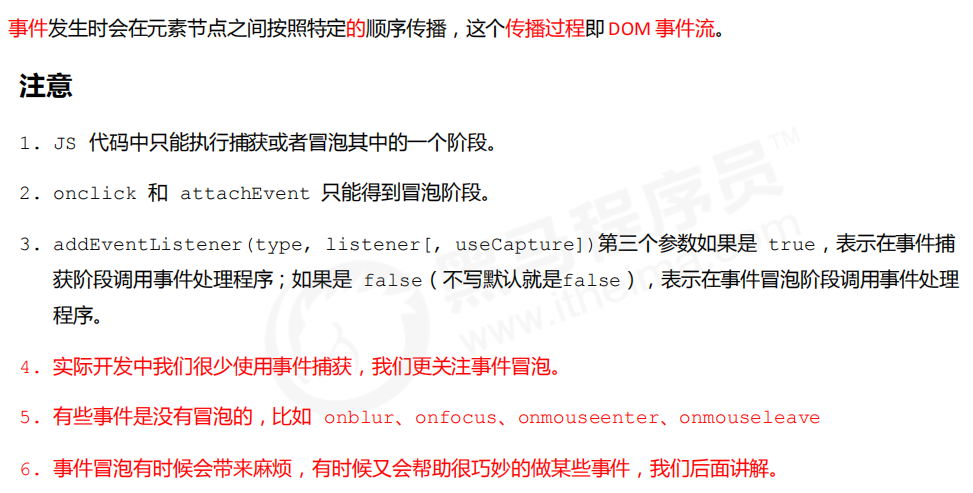 事件发生时会在元素节点之间按照特定的顺序传播，这个传播过程即 DOM 事件流。
注意
1. JS 代码中只能执行捕获或者冒泡其中的一个阶段。
2. onclick 和 attachEvent 只能得到冒泡阶段。
3. addEventListener(type, listener[, useCapture])第三个参数如果是 true，表示在事件捕
获阶段调用事件处理程序；如果是 false（不写默认就是false），表示在事件冒泡阶段调用事件处理
程序。
4. 实际开发中我们很少使用事件捕获，我们更关注事件冒泡。
5. 有些事件是没有冒泡的，比如 onblur、onfocus、onmouseenter、onmouseleave
6. 事件冒泡有时候会带来麻烦，有时候又会帮助很巧妙的做某些事件，我们后面讲解。
黑马程序员TM
www.itheima.com